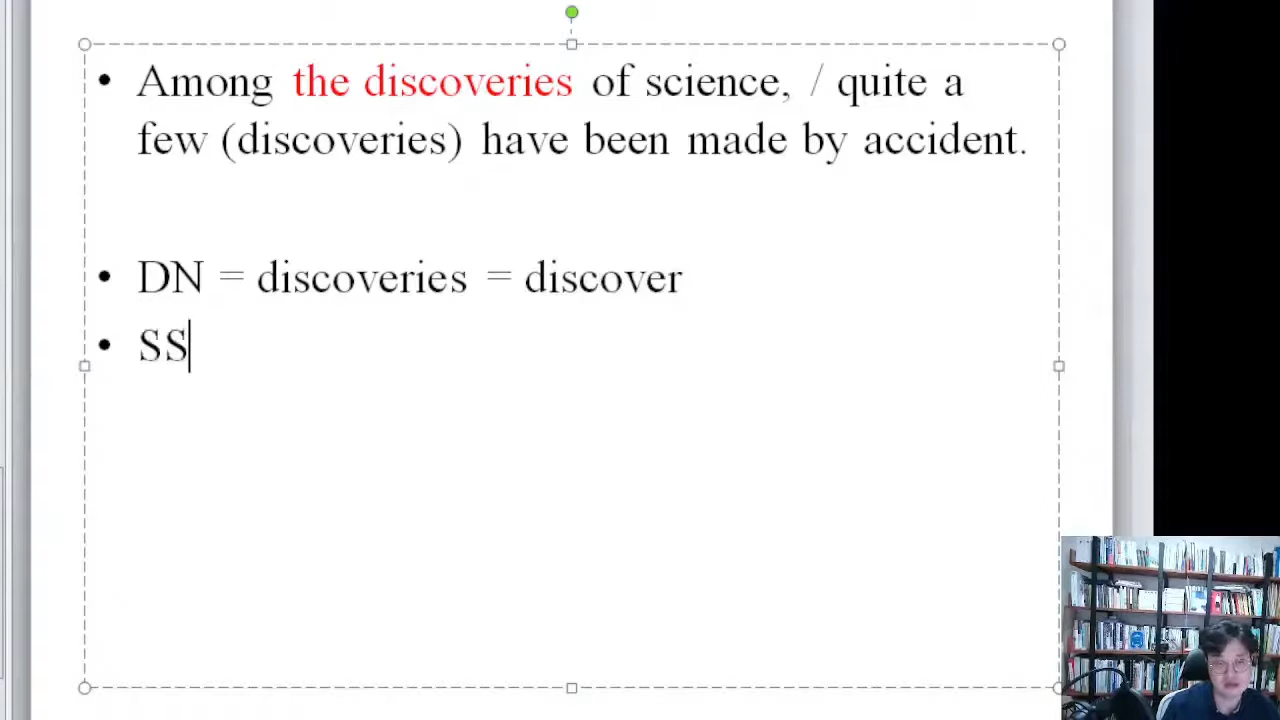 • Among the discoveries of science, / quite a
few (discoveries) have been made by accident.
• DN = discoveries = discover
• SS